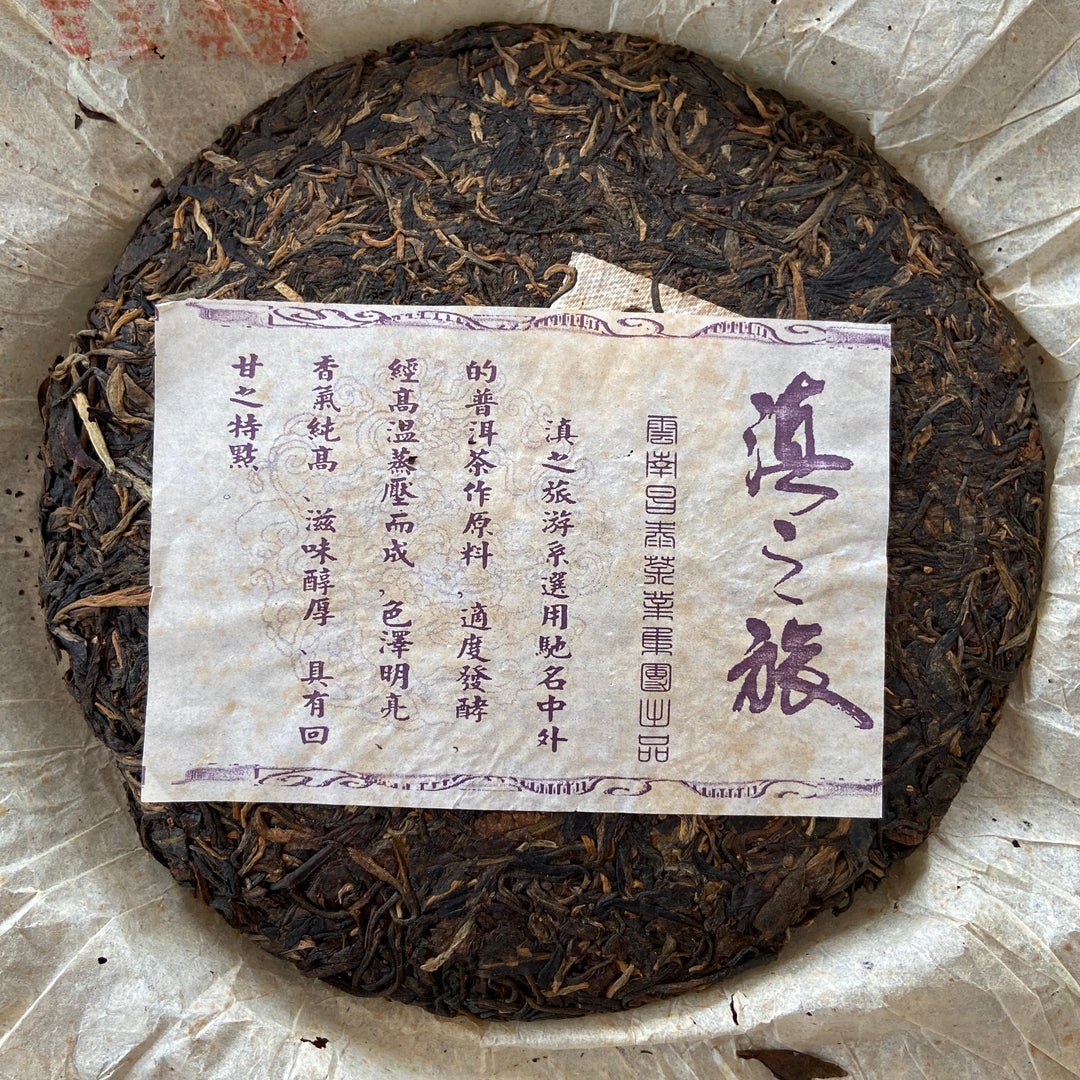 滇之旅
雲南昌泰茶業集團出品
滇之旅游系選用馳名中外
的普洱茶作原料，適度發酵，
經高温蒸壓而成，色澤明亮、
香氣純高、滋味醇厚、具有回
甘之特點